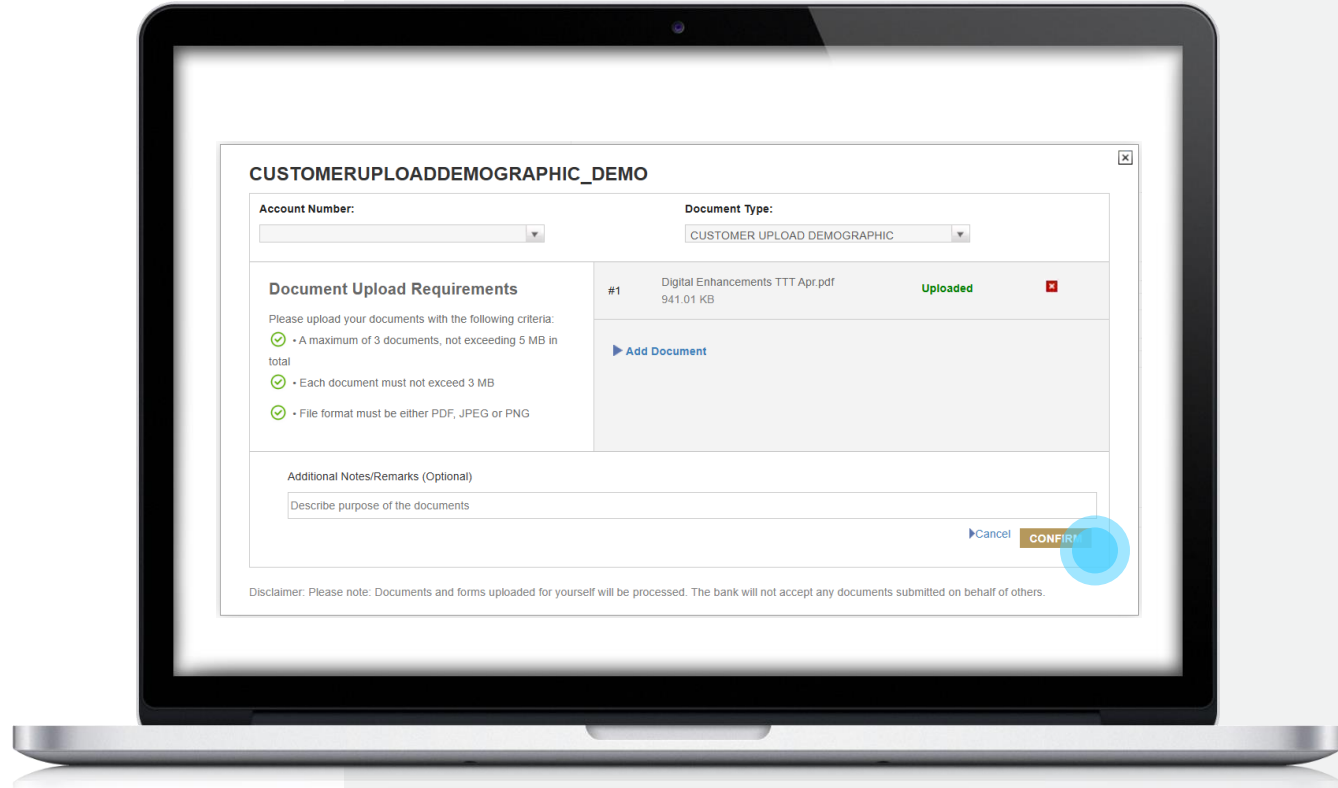 CUSTOMERUPLOADDEMOGRAPHIC_DEMO
Account Number:
Document Type:
CUSTOMER UPLOAD DEMOGRAPHIC
Document Upload Requirements
Please upload your documents with the following criteria:
• A maximum of 3 documents, not exceeding 5 MB in
total
• Each document must not exceed 3 MB
• File format must be either PDF, JPEG or PNG
#1
Digital Enhancements TTT Apr.pdf
941.01 KB
Uploaded
Add Document
Additional Notes/Remarks (Optional)
Describe purpose of the documents
Cancel
CONFIRM
Disclaimer: Please note: Documents and forms uploaded for yourself will be processed. The bank will not accept any documents submitted on behalf of others.